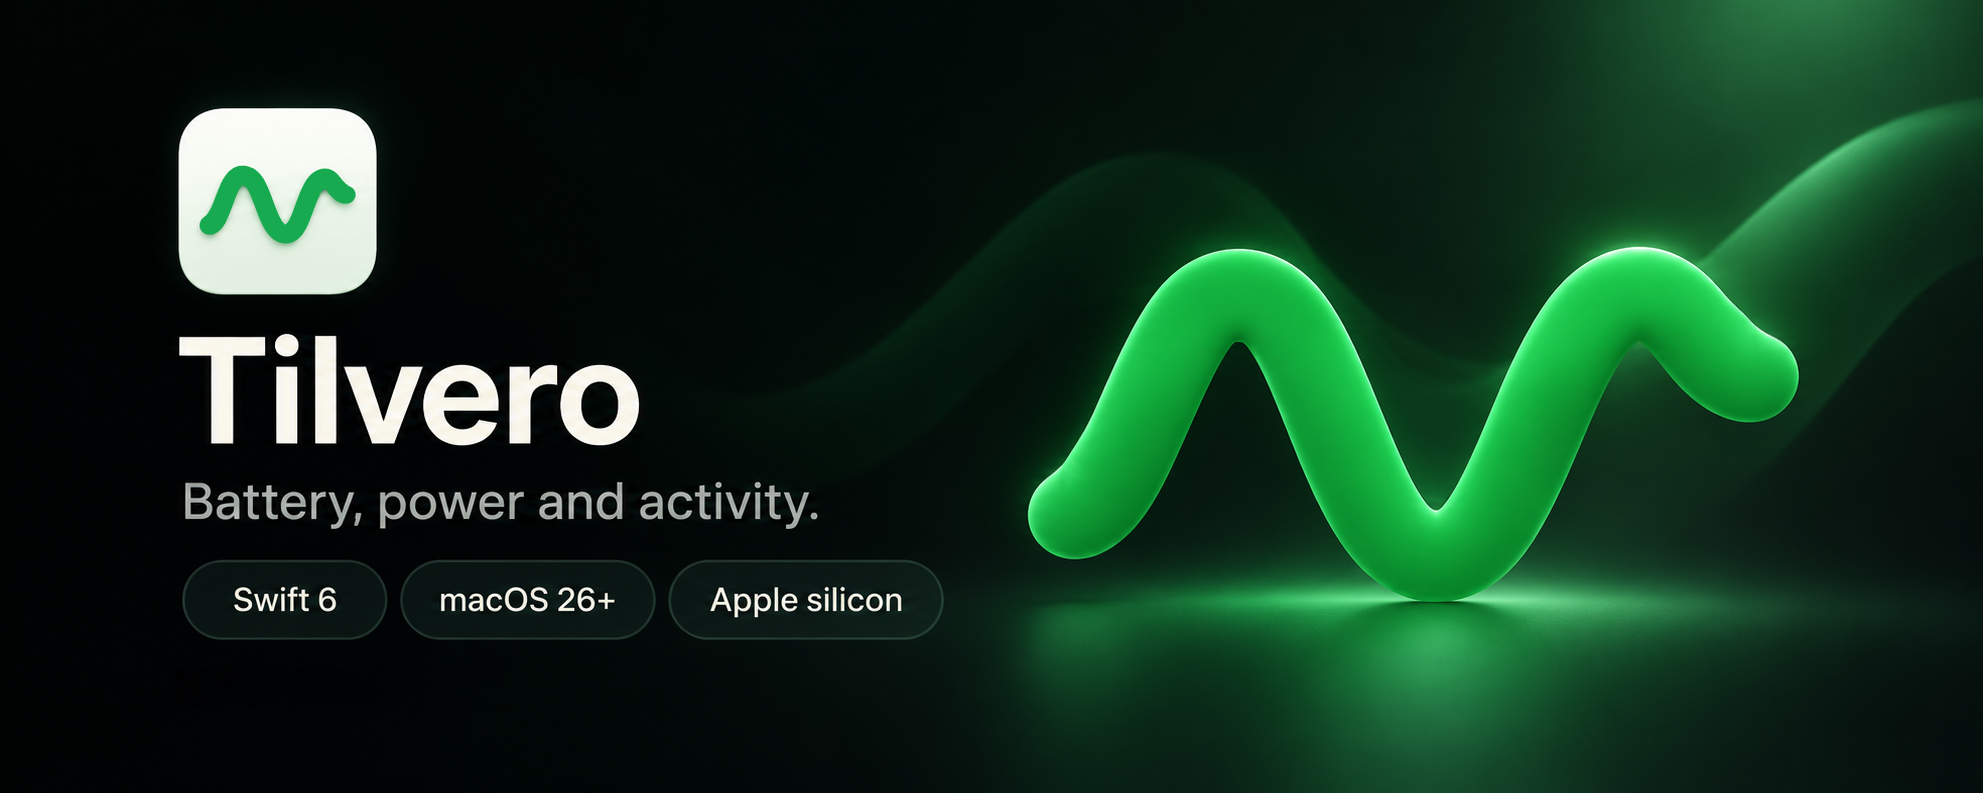 Tilvero
Battery, power and activity.
Swift 6
macOS 26+
Apple silicon